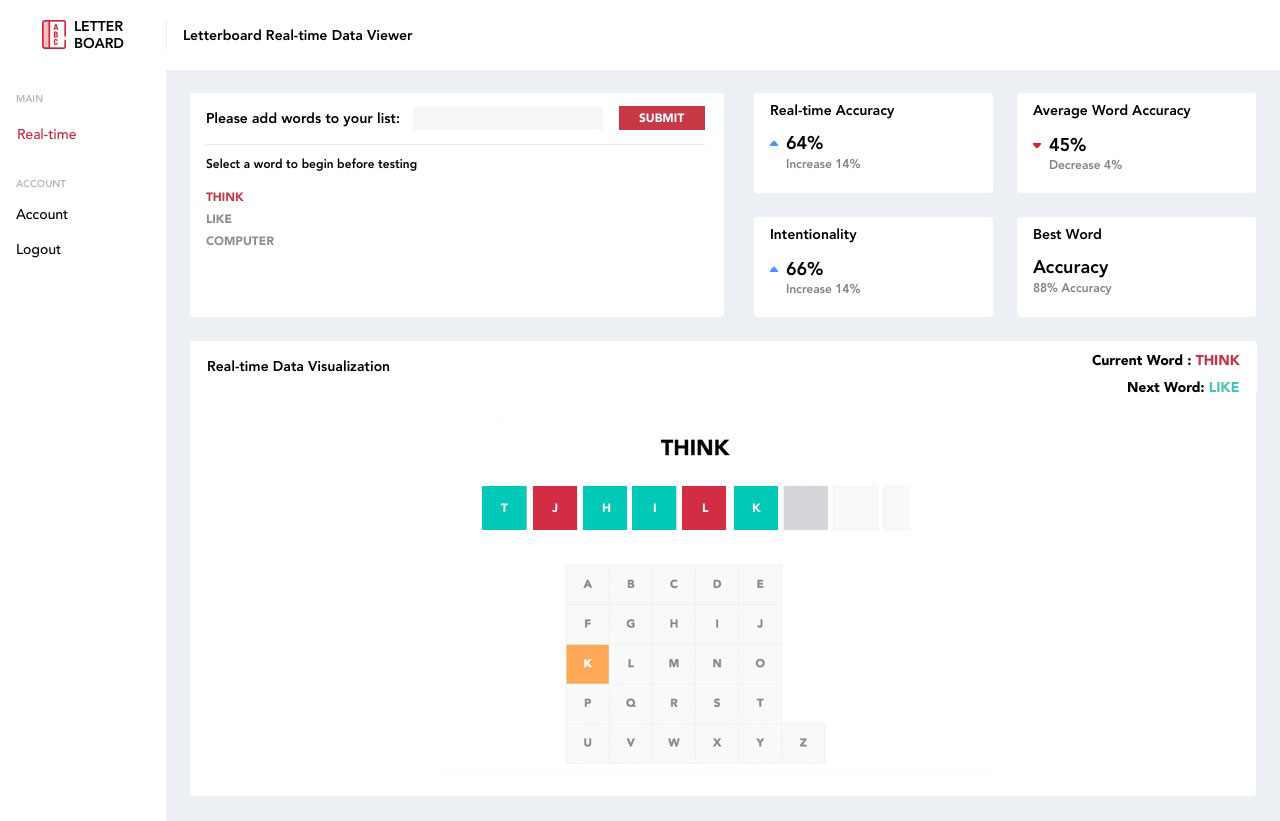 LETTER
BOARD
Letterboard Real-time Data Viewer
MAIN
Real-time
ACCOUNT
Account
Logout
Please add words to your list:
SUBMIT
Select a word to begin before testing
THINK
LIKE
COMPUTER
Real-time Accuracy
64%
Increase 14%
Average Word Accuracy
45%
Decrease 4%
Intentionality
66%
Increase 14%
Best Word
Accuracy
88% Accuracy
Real-time Data Visualization
Current Word : THINK
Next Word: LIKE
THINK
T J H I L K
A B C D E
F G H I J
K L M N O
P Q R S T
U V W X Y Z